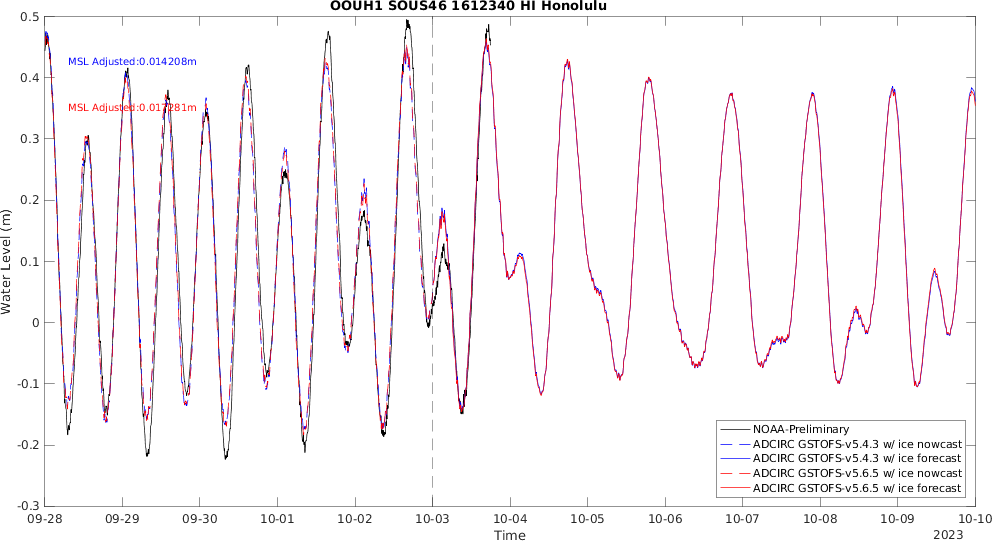 OOUH1 SOUS46 1612340 HI Honolulu
0.5
0.4
0.3
0.2
0.1
0
-0.1
-0.2
-0.3
Water Level (m)
MSL Adjusted:0.014208m
MSL Adjusted:0.017281m
NOAA-Preliminary
ADCIRC GSTOFS-v5.4.3 w/ ice nowcast
ADCIRC GSTOFS-v5.4.3 w/ ice forecast
ADCIRC GSTOFS-v5.6.5 w/ ice nowcast
ADCIRC GSTOFS-v5.6.5 w/ ice forecast
09-28 09-29 09-30 10-01 10-02 10-03 10-04 10-05 10-06 10-07 10-08 10-09 10-10
Time
2023